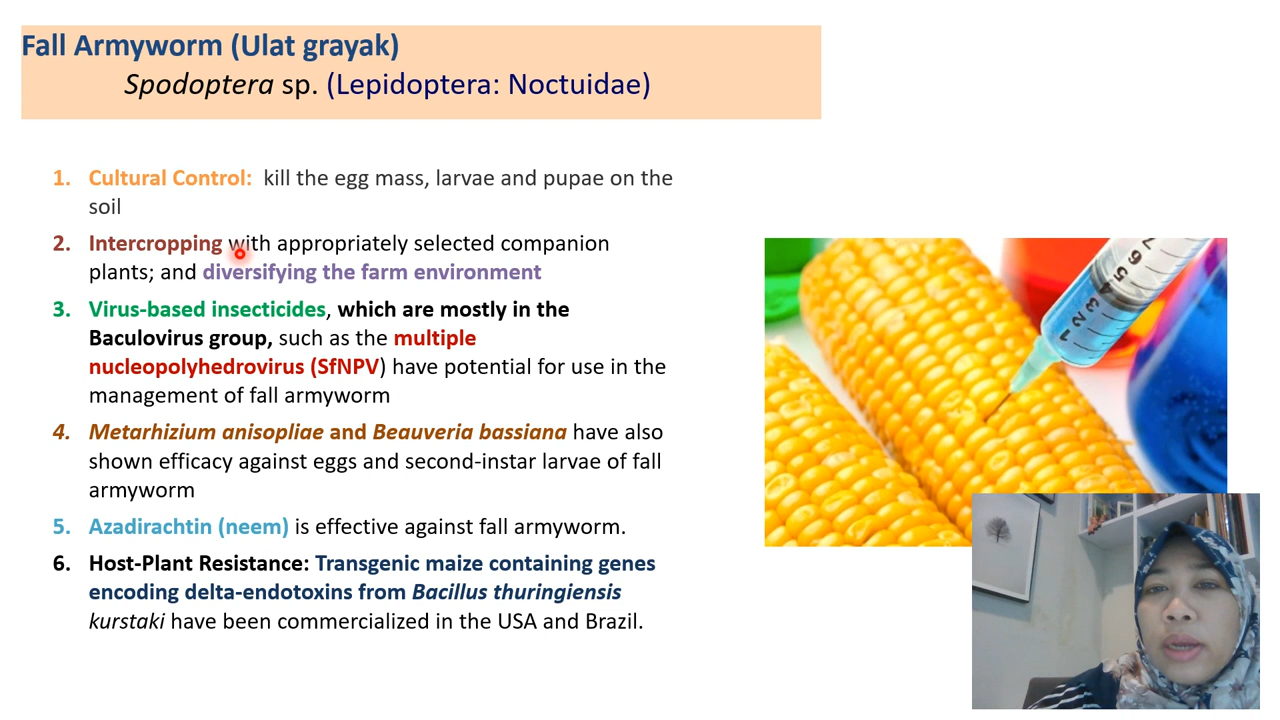 Fall Armyworm (Ulat grayak)
Spodoptera sp. (Lepidoptera: Noctuidae)
1. Cultural Control: kill the egg mass, larvae and pupae on the
soil
2. Intercropping with appropriately selected companion
plants; and diversifying the farm environment
3. Virus-based insecticides, which are mostly in the
Baculovirus group, such as the multiple
nucleopolyhedrovirus (SfNPV) have potential for use in the
management of fall armyworm
4. Metarhizium anisopliae and Beauveria bassiana have also
shown efficacy against eggs and second-instar larvae of fall
armyworm
5. Azadirachtin (neem) is effective against fall armyworm.
6. Host-Plant Resistance: Transgenic maize containing genes
encoding delta-endotoxins from Bacillus thuringiensis
kurstaki have been commercialized in the USA and Brazil.